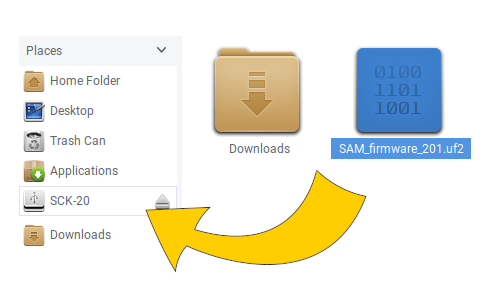 Places
Home Folder
Desktop
Trash Can
Applications
SCK-20
Downloads
Downloads
SAM_firmware_201.uf2
0100
1101
1001